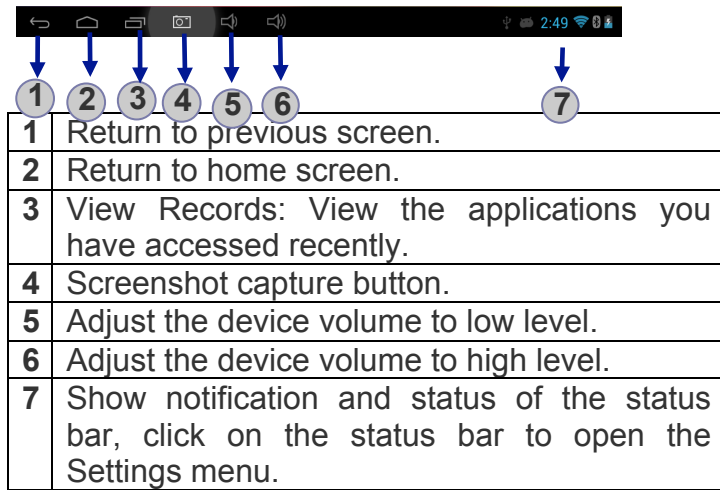 2:49
1 2 3 4 5 6 7
1 Return to previous screen.
2 Return to home screen.
3 View Records: View the applications you
have accessed recently.
4 Screenshot capture button.
5 Adjust the device volume to low level.
6 Adjust the device volume to high level.
7 Show notification and status of the status
bar, click on the status bar to open the
Settings menu.